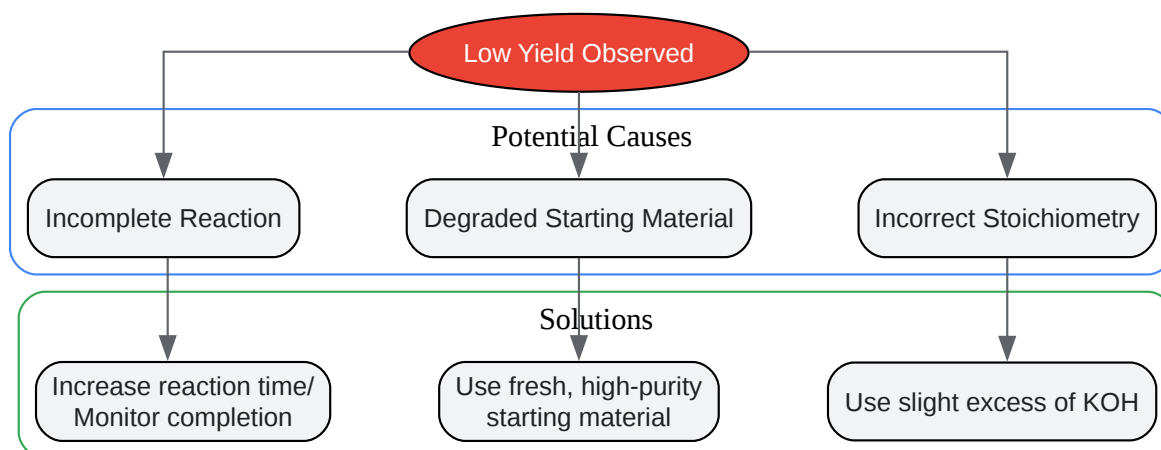 Low Yield Observed
Potential Causes
Incomplete Reaction
Degraded Starting Material
Incorrect Stoichiometry
Solutions
Increase reaction time/
Monitor completion
Use fresh, high-purity
starting material
Use slight excess of KOH